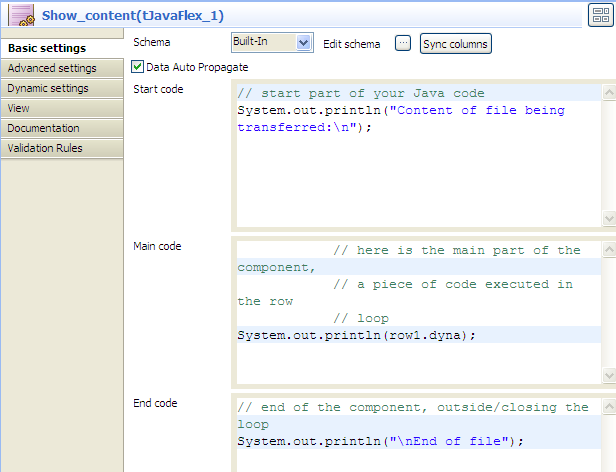 Show_content(tJavaFlex_1)
Basic settings
Advanced settings
Dynamic settings
View
Documentation
Validation Rules
Schema Built-In Edit schema ... Sync columns
Data Auto Propagate
Start code
// start part of your Java code
System.out.println("Content of file being
transferred:\n");
Main code
// here is the main part of the
component,
// a piece of code executed in
the row
// loop
System.out.println(row1.dyna);
End code
// end of the component, outside/closing the
loop
System.out.println("\nEnd of file");